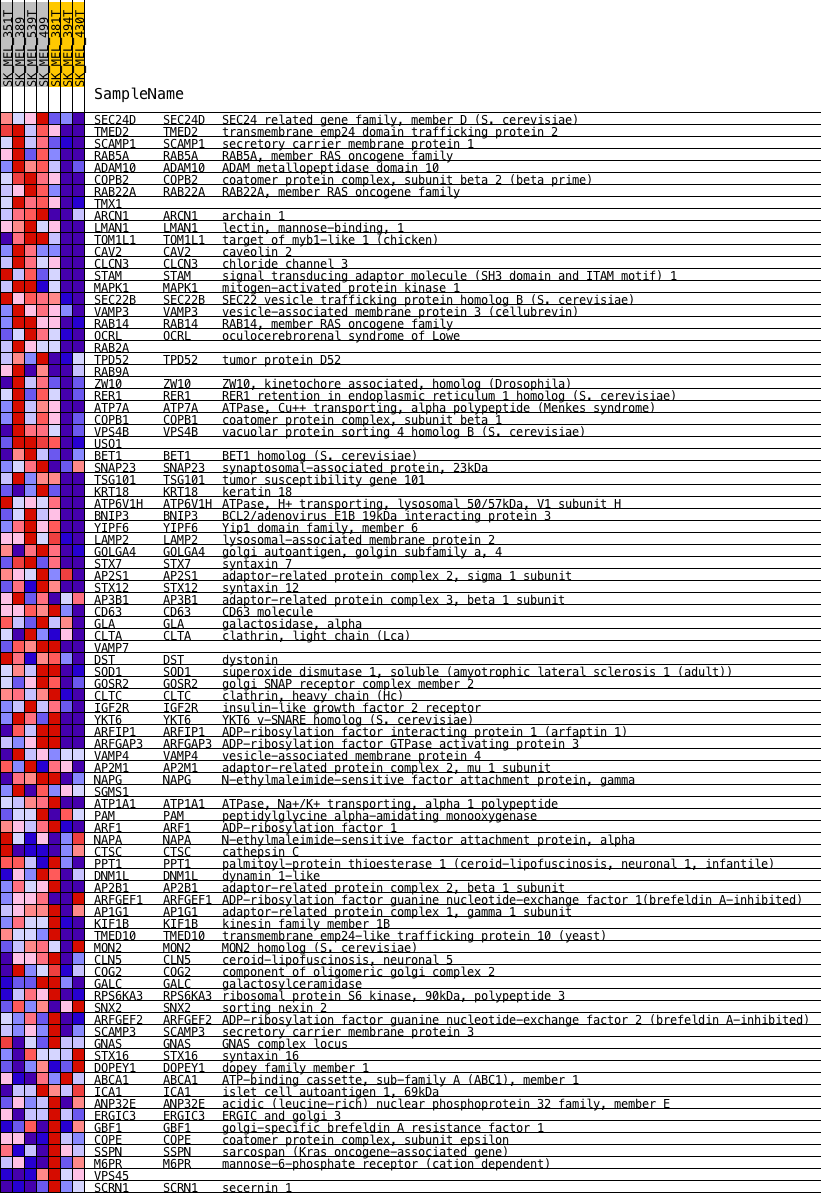 SK_MEL_351T
SK_MEL_389
SK_MEL_539T
SK_MEL_499
SK_MEL_381T
SK_MEL_394T
SK_MEL_430T
SampleName
SEC24D SEC24D SEC24 related gene family, member D (S. cerevisiae)
TMED2 TMED2 transmembrane emp24 domain trafficking protein 2
SCAMP1 SCAMP1 secretory carrier membrane protein 1
RAB5A RAB5A RAB5A, member RAS oncogene family
ADAM10 ADAM10 ADAM metallopeptidase domain 10
COPB2 COPB2 coatomer protein complex, subunit beta 2 (beta prime)
RAB22A RAB22A RAB22A, member RAS oncogene family
TMX1
ARCN1 ARCN1 archain 1
LMAN1 LMAN1 lectin, mannose-binding, 1
TOM1L1 TOM1L1 target of myb1-like 1 (chicken)
CAV2 CAV2 caveolin 2
CLCN3 CLCN3 chloride channel 3
STAM STAM signal transducing adaptor molecule (SH3 domain and ITAM motif) 1
MAPK1 MAPK1 mitogen-activated protein kinase 1
SEC22B SEC22B SEC22 vesicle trafficking protein homolog B (S. cerevisiae)
VAMP3 VAMP3 vesicle-associated membrane protein 3 (cellubrevin)
RAB14 RAB14 RAB14, member RAS oncogene family
OCRL OCRL oculocerebrorenal syndrome of Lowe
RAB2A
TPD52 TPD52 tumor protein D52
RAB9A
ZW10 ZW10 ZW10, kinetochore associated, homolog (Drosophila)
RER1 RER1 RER1 retention in endoplasmic reticulum 1 homolog (S. cerevisiae)
ATP7A ATP7A ATPase, Cu++ transporting, alpha polypeptide (Menkes syndrome)
COPB1 COPB1 coatomer protein complex, subunit beta 1
VPS4B VPS4B vacuolar protein sorting 4 homolog B (S. cerevisiae)
USO1
BET1 BET1 BET1 homolog (S. cerevisiae)
SNAP23 SNAP23 synaptosomal-associated protein, 23kDa
TSG101 TSG101 tumor susceptibility gene 101
KRT18 KRT18 keratin 18
ATP6V1H ATP6V1H ATPase, H+ transporting, lysosomal 50/57kDa, V1 subunit H
BNIP3 BNIP3 BCL2/adenovirus E1B 19kDa interacting protein 3
YIPF6 YIPF6 Yip1 domain family, member 6
LAMP2 LAMP2 lysosomal-associated membrane protein 2
GOLGA4 GOLGA4 golgi autoantigen, golgin subfamily a, 4
STX7 STX7 syntaxin 7
AP2S1 AP2S1 adaptor-related protein complex 2, sigma 1 subunit
STX12 STX12 syntaxin 12
AP3B1 AP3B1 adaptor-related protein complex 3, beta 1 subunit
CD63 CD63 CD63 molecule
GLA GLA galactosidase, alpha
CLTA CLTA clathrin, light chain (Lca)
VAMP7
DST DST dystonin
SOD1 SOD1 superoxide dismutase 1, soluble (amyotrophic lateral sclerosis 1 (adult))
GOSR2 GOSR2 golgi SNAP receptor complex member 2
CLTC CLTC clathrin, heavy chain (Hc)
IGF2R IGF2R insulin-like growth factor 2 receptor
YKT6 YKT6 YKT6 v-SNARE homolog (S. cerevisiae)
ARFIP1 ARFIP1 ADP-ribosylation factor interacting protein 1 (arfaptin 1)
ARFGAP3 ARFGAP3 ADP-ribosylation factor GTPase activating protein 3
VAMP4 VAMP4 vesicle-associated membrane protein 4
AP2M1 AP2M1 adaptor-related protein complex 2, mu 1 subunit
NAPG NAPG N-ethylmaleimide-sensitive factor attachment protein, gamma
SGMS1
ATP1A1 ATP1A1 ATPase, Na+/K+ transporting, alpha 1 polypeptide
PAM PAM peptidylglycine alpha-amidating monooxygenase
ARF1 ARF1 ADP-ribosylation factor 1
NAPA NAPA N-ethylmaleimide-sensitive factor attachment protein, alpha
CTSC CTSC cathepsin C
PPT1 PPT1 palmitoyl-protein thioesterase 1 (ceroid-lipofuscinosis, neuronal 1, infantile)
DNM1L DNM1L dynamin 1-like
AP2B1 AP2B1 adaptor-related protein complex 2, beta 1 subunit
ARFGEF1 ARFGEF1 ADP-ribosylation factor guanine nucleotide-exchange factor 1(brefeldin A-inhibited)
AP1G1 AP1G1 adaptor-related protein complex 1, gamma 1 subunit
KIF1B KIF1B kinesin family member 1B
TMED10 TMED10 transmembrane emp24-like trafficking protein 10 (yeast)
MON2 MON2 MON2 homolog (S. cerevisiae)
CLN5 CLN5 ceroid-lipofuscinosis, neuronal 5
COG2 COG2 component of oligomeric golgi complex 2
GALC GALC galactosylceramidase
RPS6KA3 RPS6KA3 ribosomal protein S6 kinase, 90kDa, polypeptide 3
SNX2 SNX2 sorting nexin 2
ARFGEF2 ARFGEF2 ADP-ribosylation factor guanine nucleotide-exchange factor 2 (brefeldin A-inhibited)
SCAMP3 SCAMP3 secretory carrier membrane protein 3
GNAS GNAS GNAS complex locus
STX16 STX16 syntaxin 16
DOPEY1 DOPEY1 dopey family member 1
ABCA1 ABCA1 ATP-binding cassette, sub-family A (ABC1), member 1
ICA1 ICA1 islet cell autoantigen 1, 69kDa
ANP32E ANP32E acidic (leucine-rich) nuclear phosphoprotein 32 family, member E
ERGIC3 ERGIC3 ERGIC and golgi 3
GBF1 GBF1 golgi-specific brefeldin A resistance factor 1
COPE COPE coatomer protein complex, subunit epsilon
SSPN SSPN sarcospan (Kras oncogene-associated gene)
M6PR M6PR mannose-6-phosphate receptor (cation dependent)
VPS45
SCRN1 SCRN1 secernin 1